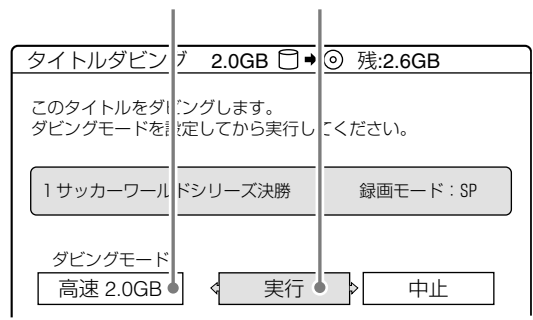 タイトルダビング 2.0GB 残:2.6GB
このタイトルをダビングします。
ダビングモードを設定してから実行してください。
1 サッカーワールドシリーズ決勝 録画モード：SP
ダビングモード
高速 2.0GB 実行 中止